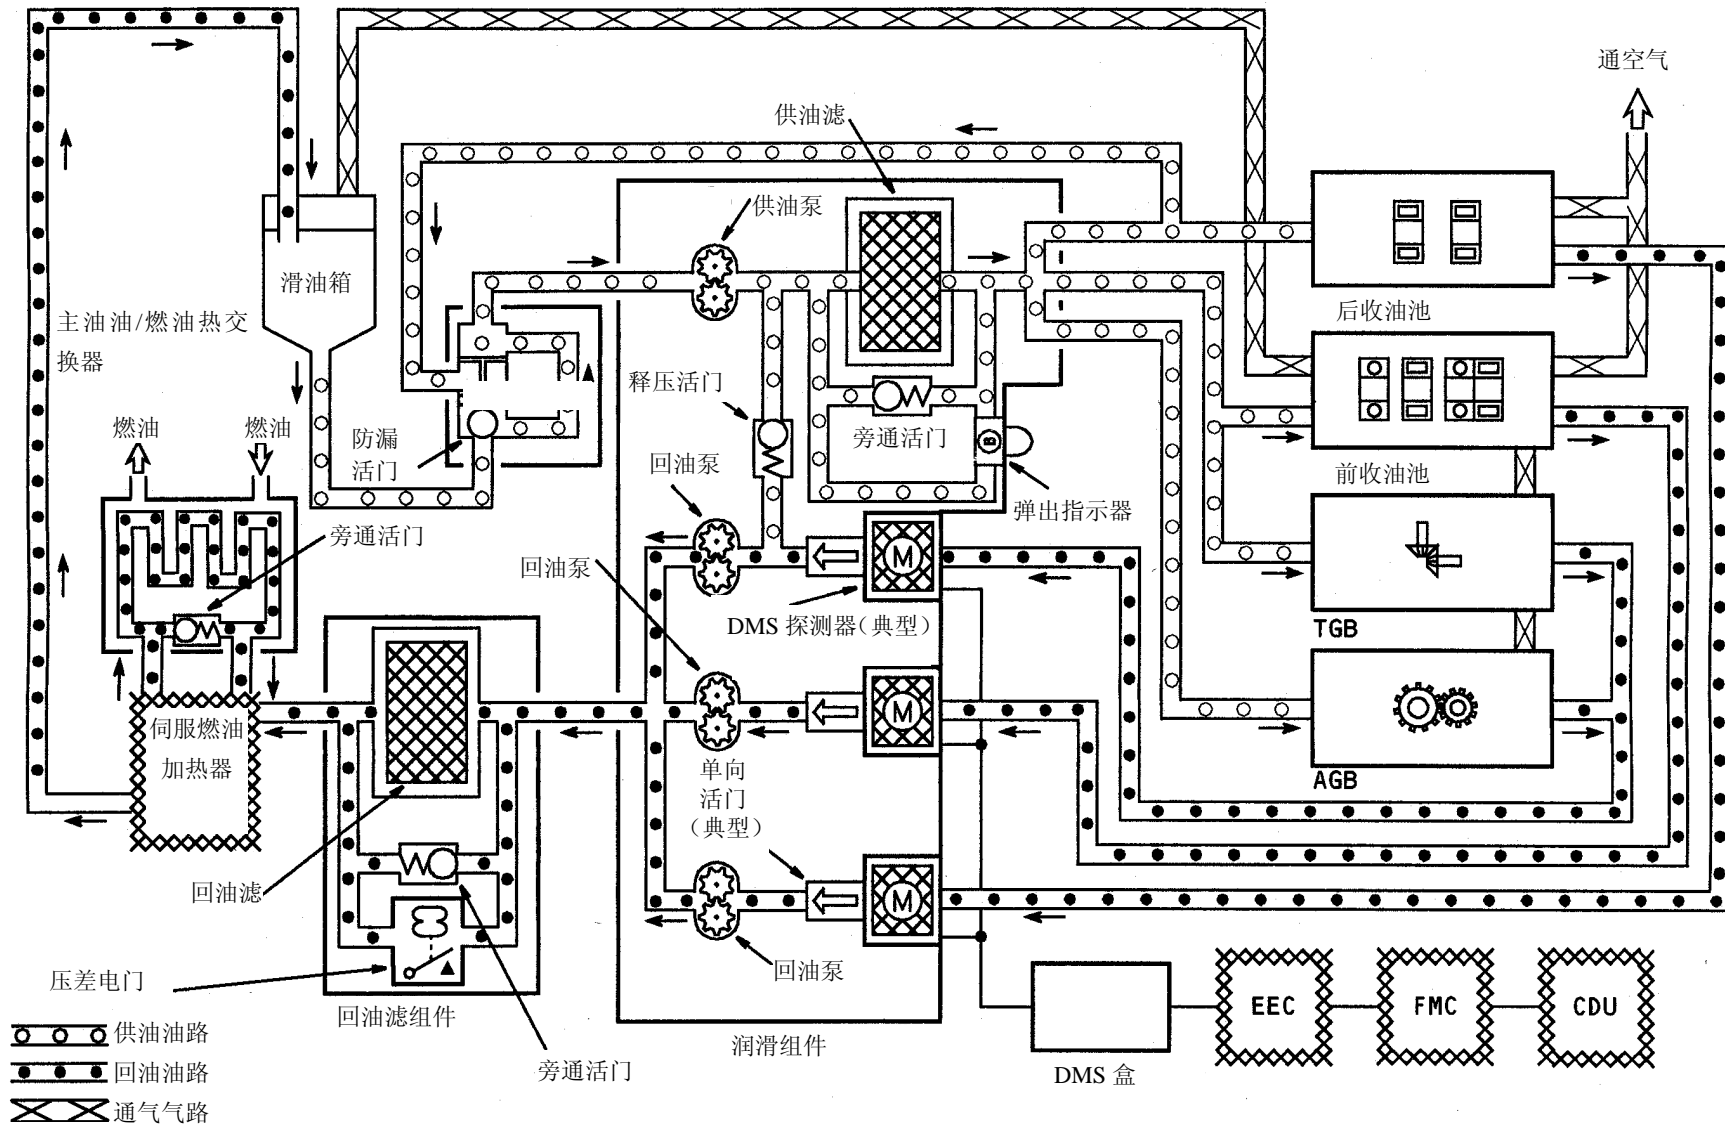 通空气
供油滤
供油泵
滑油箱
后收油池
主油油/燃油热交
换器
释压活门
燃油
燃油
防漏
活门
旁通活门
回油泵
前收油池
弹出指示器
旁通活门
回油泵
DMS 探测器（典型）
TGB
伺服燃油
加热器
单向
活门
（典型）
AGB
回油滤
压差电门
回油泵
回油滤组件
润滑组件
EEC
FMC
CDU
供油油路
回油油路
旁通活门
DMS 盒
通气气路
M
M
M
B